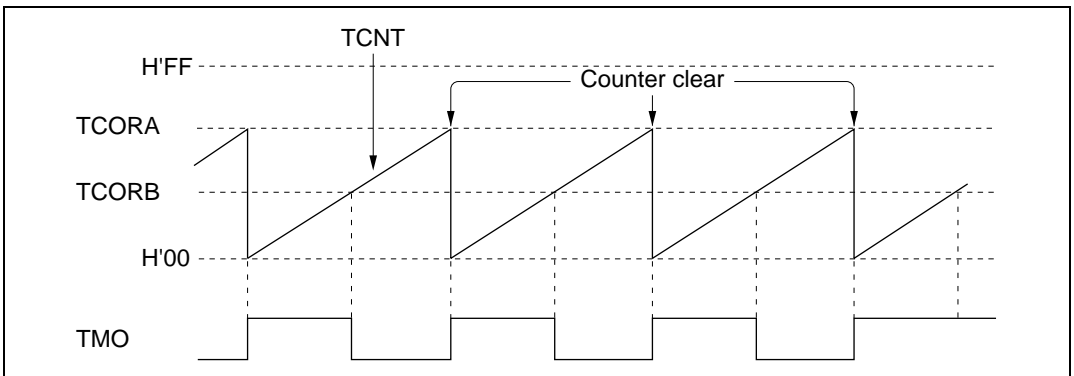 TCNT
H'FF
Counter clear
TCORA
TCORB
H'00
TMO